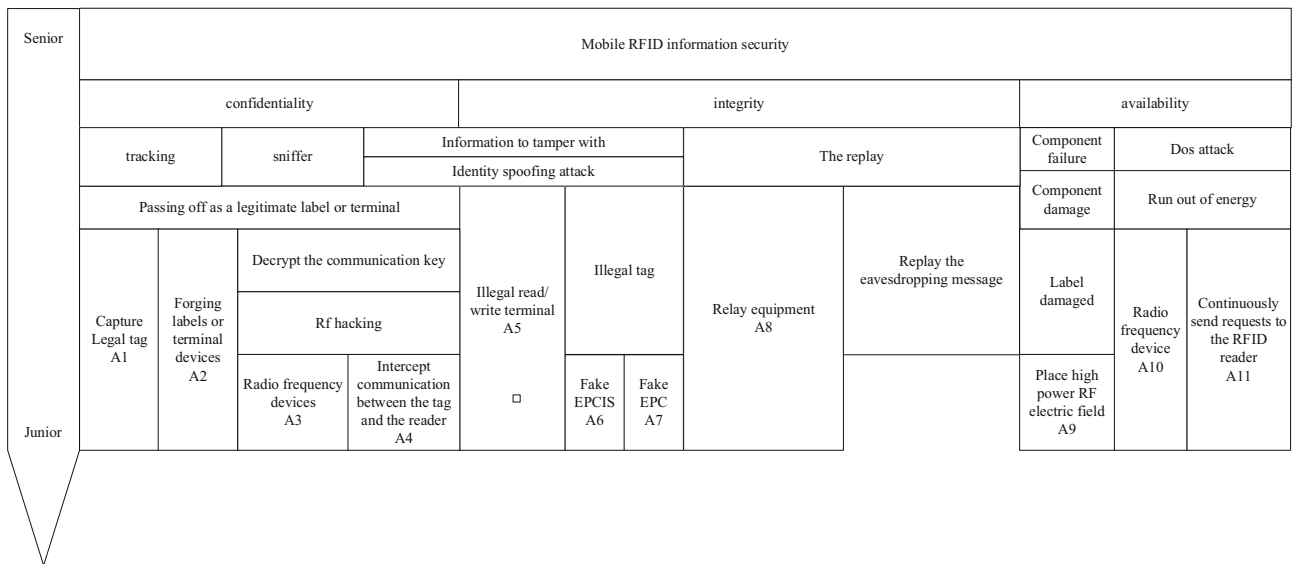 Senior
Mobile RFID information security
confidentiality
integrity
availability
tracking
sniffer
Information to tamper with
Identity spoofing attack
The replay
Component
failure
Dos attack
Component
damage
Run out of energy
Passing off as a legitimate label or terminal
Decrypt the communication key
Rf hacking
Capture
Legal tag
A1
Forging
labels or
terminal
devices
A2
Radio frequency
devices
A3
Intercept
communication
between the tag
and the reader
A4
Illegal read/
write terminal
A5
Illegal tag
Fake
EPCIS
A6
Fake
EPC
A7
Relay equipment
A8
Replay the
eavesdropping message
Label
damaged
Place high
power RF
electric field
A9
Radio
frequency
device
A10
Continuously
send requests to
the RFID
reader
A11
Junior